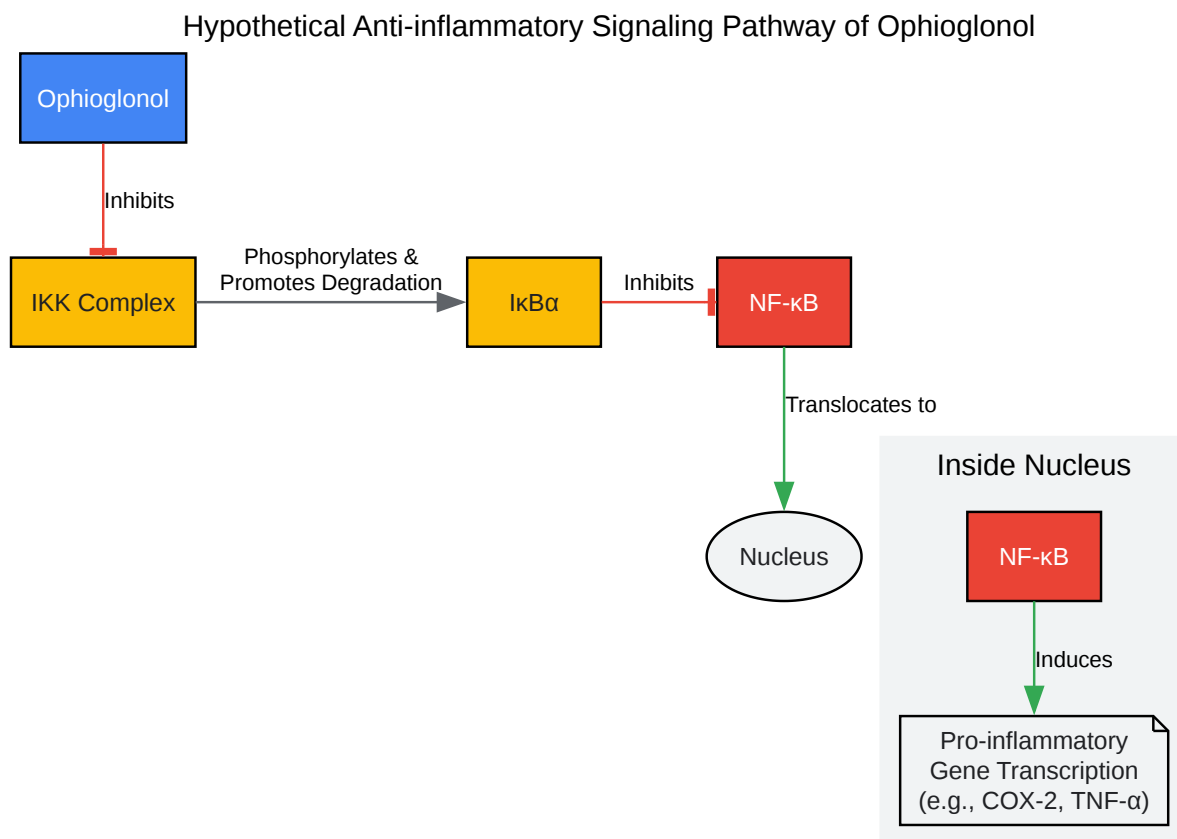 Hypothetical Anti-inflammatory Signaling Pathway of Ophioglonol
Ophioglonol
Inhibits
IKK Complex
Phosphorylates &
Promotes Degradation
IκBα
Inhibits
NF-κB
Translocates to
Nucleus
Inside Nucleus
NF-κB
Induces
Pro-inflammatory
Gene Transcription
(e.g., COX-2, TNF-α)